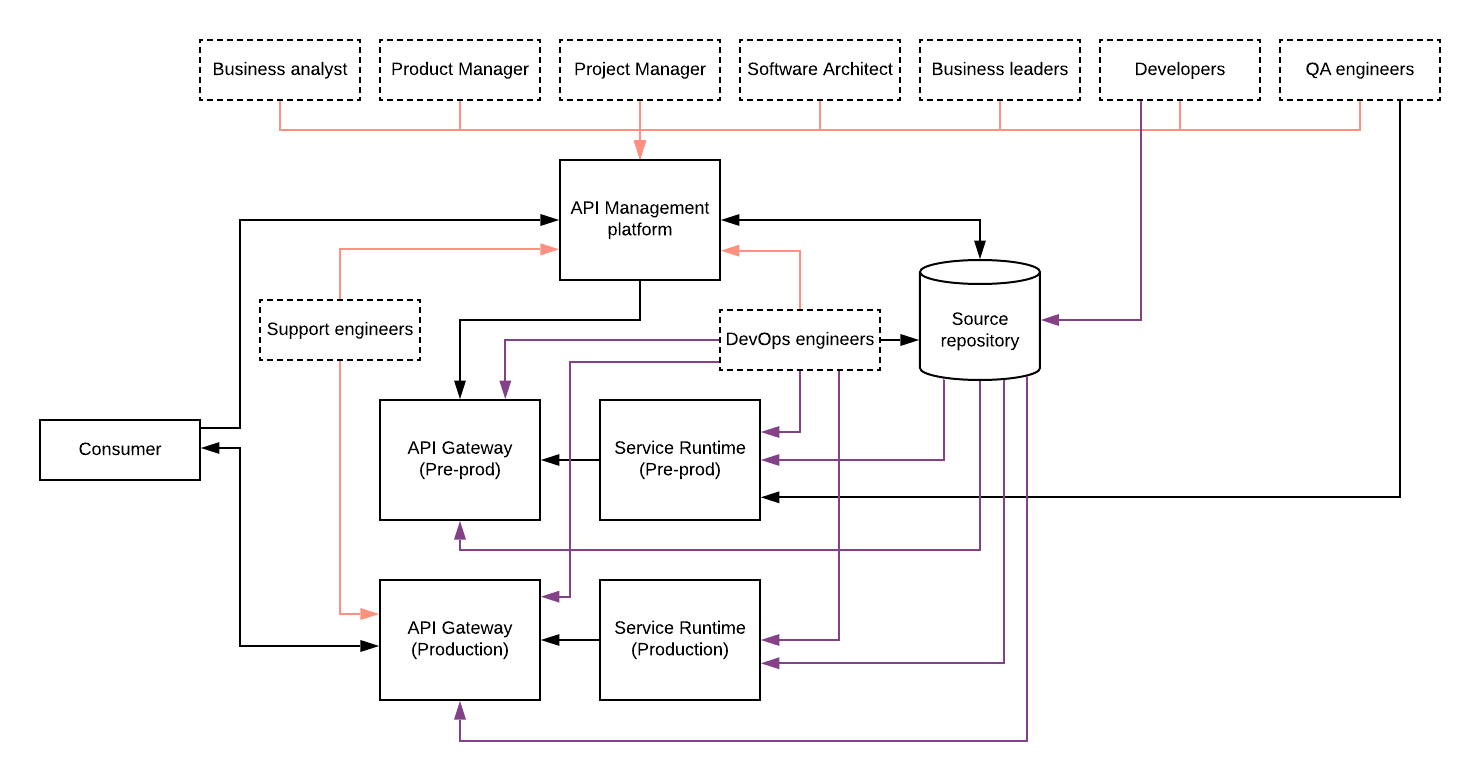 Business analyst
Product Manager
Project Manager
Software Architect
Business leaders
Developers
QA engineers
API Management
platform
Support engineers
DevOps engineers
Source
repository
Consumer
API Gateway
(Pre-prod)
Service Runtime
(Pre-prod)
API Gateway
(Production)
Service Runtime
(Production)